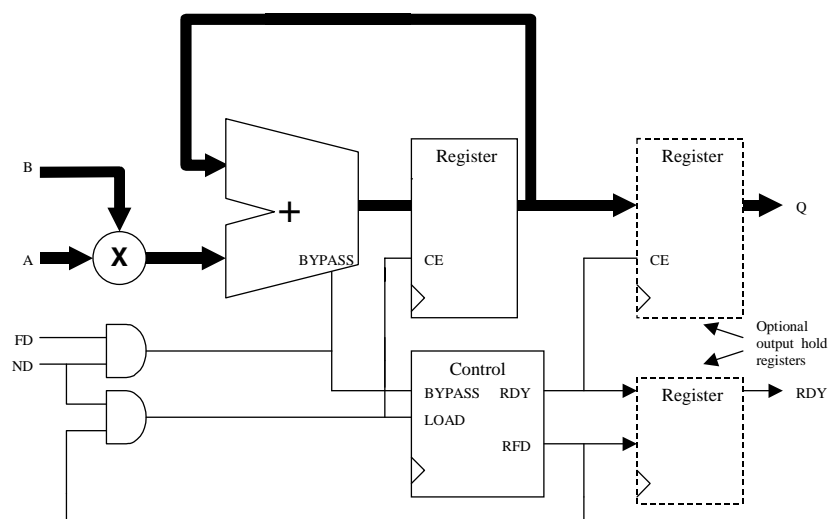 Register
Register
B
+
Q
X
A
BYPASS
CE
CE
FD
ND
Optional
output hold
registers
Control
BYPASS RDY
Register
RDY
LOAD
RFD